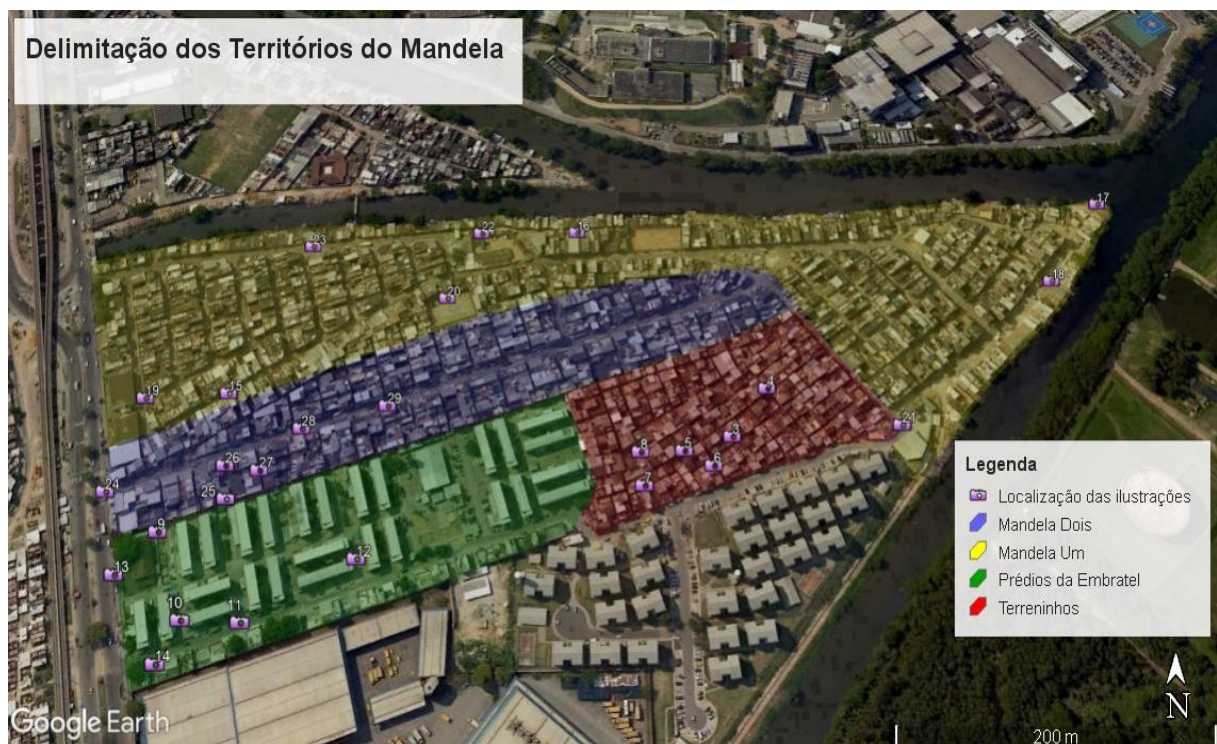 Delimitação dos Territórios do Mandela
17
22
16
23
18
20
4
19
15
29
21
28
3
8
5
26
6
27
24
7
25
9
12
13
10
11
14
Legenda
Localização das ilustrações
Mandela Dois
Mandela Um
Prédios da Embratel
Terreninhos
N
Google Earth
200 m